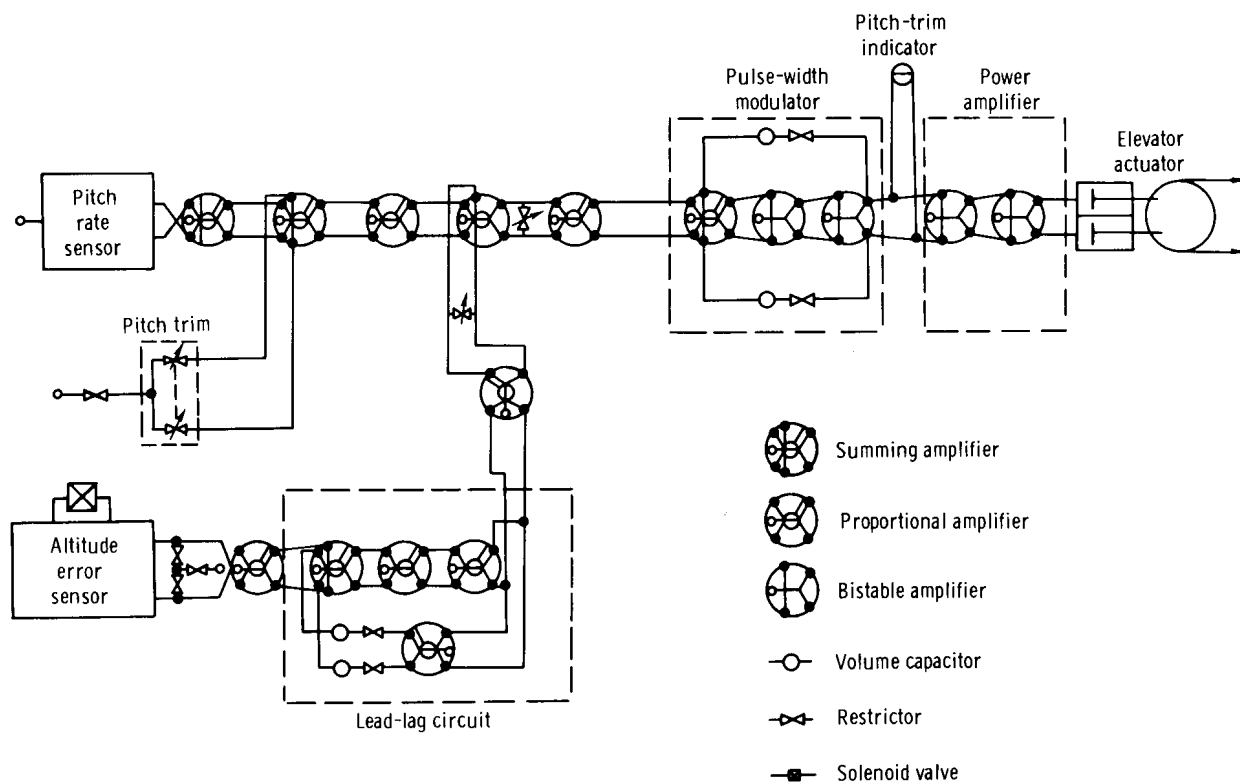 Pitch-trim
indicator
Pulse-width
modulator
Power
amplifier
Elevator
actuator
Pitch
rate
sensor
Pitch trim
Altitude
error
sensor
Lead-lag circuit
Summing amplifier
Proportional amplifier
Bistable amplifier
Volume capacitor
Restrictor
Solenoid valve